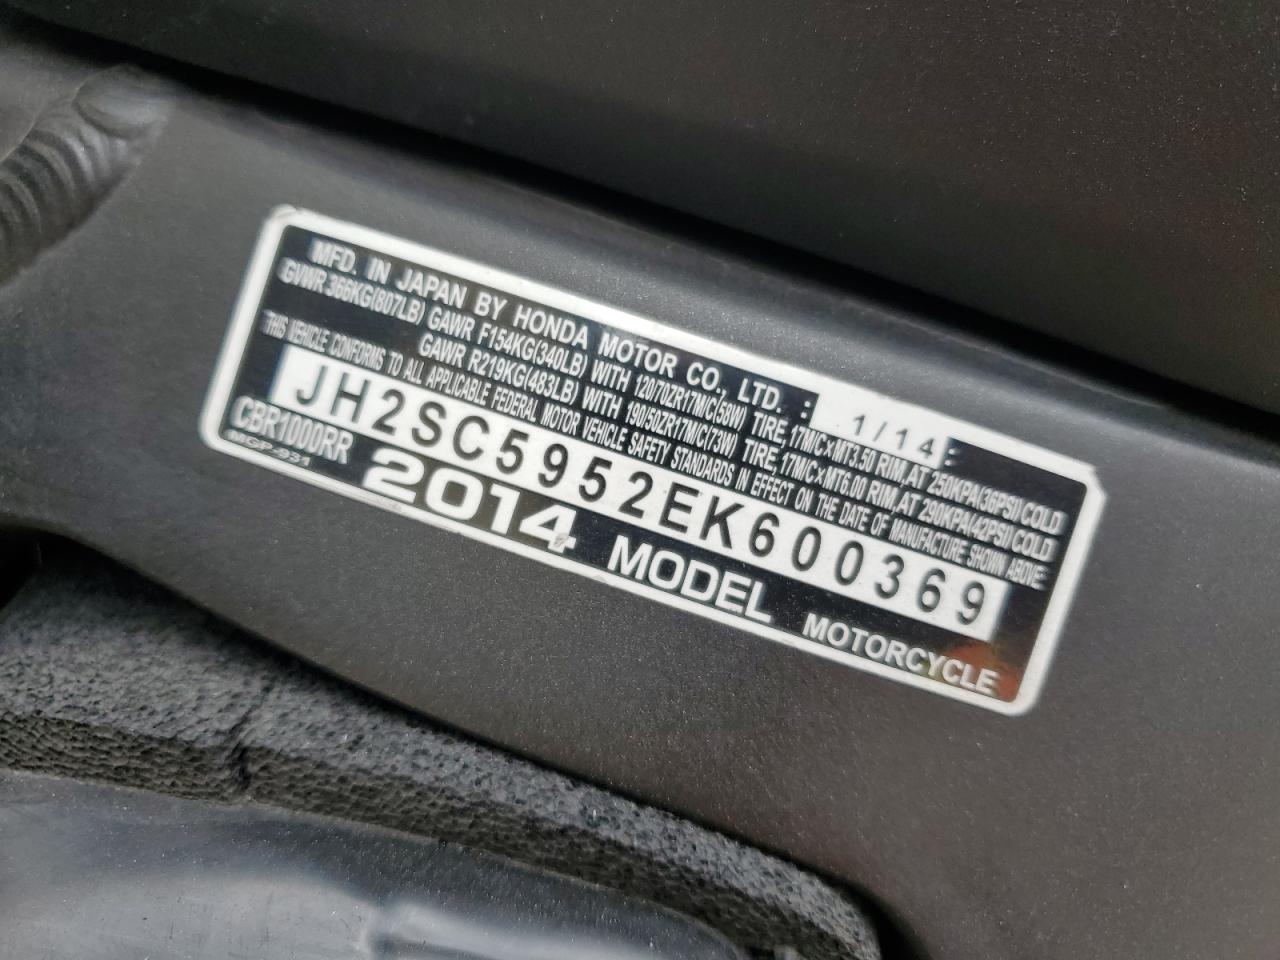 MFD. IN JAPAN BY HONDA MOTOR CO., LTD. : 1/14 :
GVWR 366KG(807LB) GAWR F154KG(340LB) WITH 120/70ZR17M/C(58W) TIRE,17M/C×MT3.50 RIM,AT 250KPA(36PSI) COLD
GAWR R219KG(483LB) WITH 190/50ZR17M/C(73W) TIRE,17M/C×MT6.00 RIM,AT 290KPA(42PSI) COLD
THIS VEHICLE CONFORMS TO ALL APPLICABLE FEDERAL MOTOR VEHICLE SAFETY STANDARDS IN EFFECT ON THE DATE OF MANUFACTURE SHOWN ABOVE.
JH2SC5952EK600369
CBR1000RR 2014 MODEL MOTORCYCLE
MGP-931